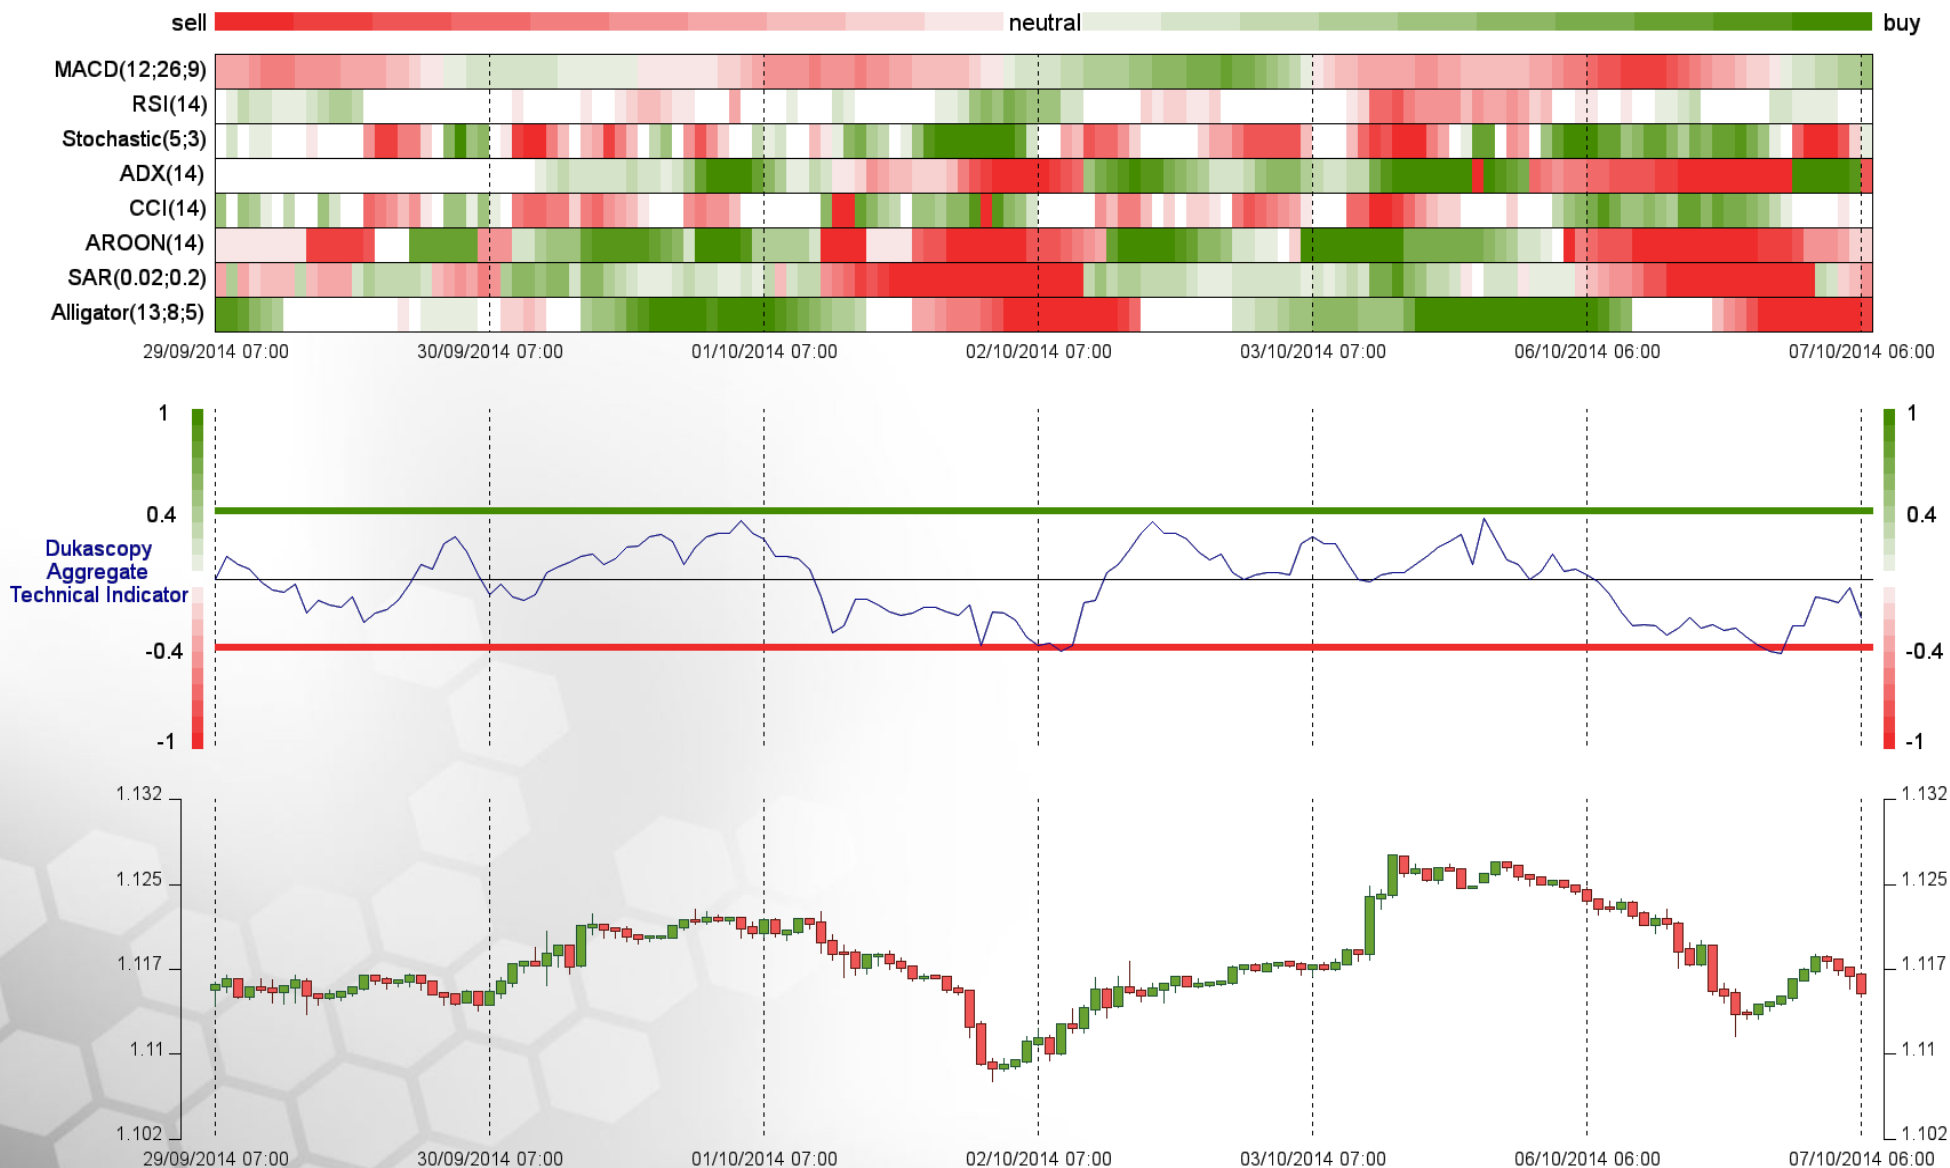 sell neutral buy
MACD(12;26;9)
RSI(14)
Stochastic(5;3)
ADX(14)
CCI(14)
AROON(14)
SAR(0.02;0.2)
Alligator(13;8;5)
29/09/2014 07:00 30/09/2014 07:00 01/10/2014 07:00 02/10/2014 07:00 03/10/2014 07:00 06/10/2014 06:00 07/10/2014 06:00
1 1
0.4 0.4
Dukascopy
Aggregate
Technical Indicator
-0.4 -0.4
-1 -1
1.132 1.132
1.125 1.125
1.117 1.117
1.11 1.11
1.102 1.102
29/09/2014 07:00 30/09/2014 07:00 01/10/2014 07:00 02/10/2014 07:00 03/10/2014 07:00 06/10/2014 06:00 07/10/2014 06:00